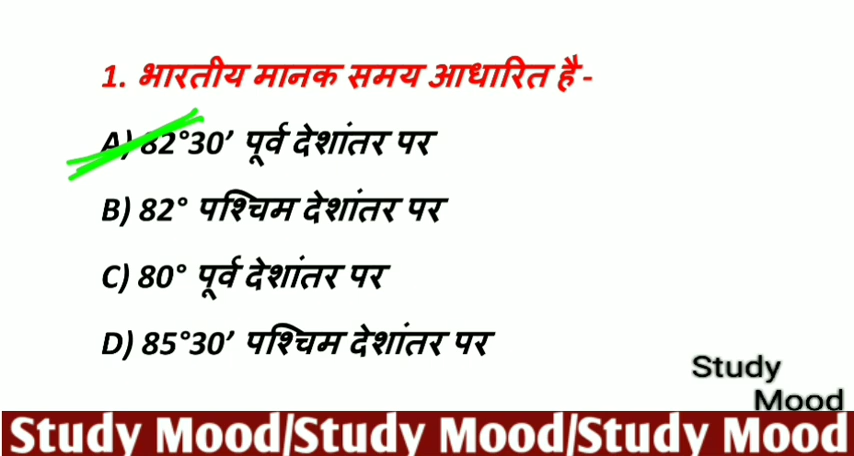 1. भारतीय मानक समय आधारित है-
A) 82°30’ पूर्व देशांतर पर
B) 82° पश्चिम देशांतर पर
C) 80° पूर्व देशांतर पर
D) 85°30’ पश्चिम देशांतर पर
Study
Mood
Study Mood/Study Mood/Study Mood